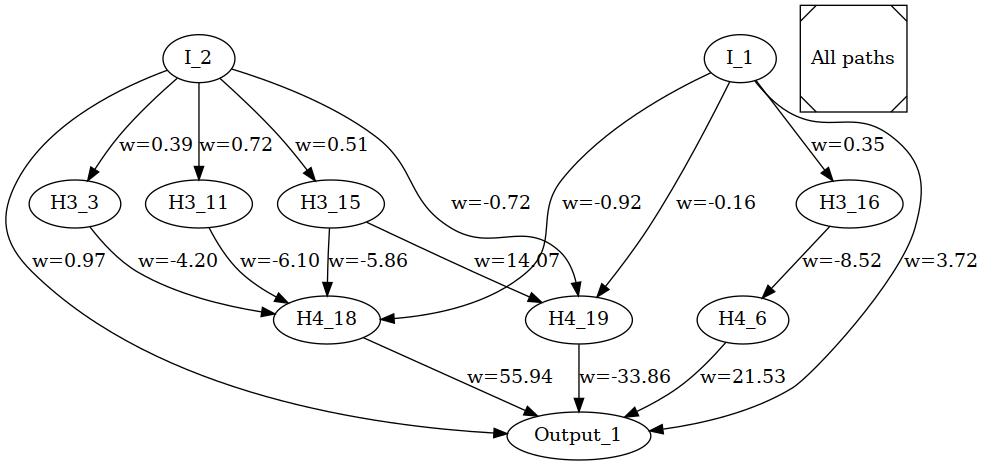 I_2
I_1
All paths
w=0.39
w=0.72
w=0.51
w=0.35
H3_3
H3_11
H3_15
w=-0.72
w=-0.92
w=-0.16
H3_16
w=0.97
w=-4.20
w=-6.10
w=-5.86
w=14.07
w=-8.52
w=3.72
H4_18
H4_19
H4_6
w=55.94
w=-33.86
w=21.53
Output_1